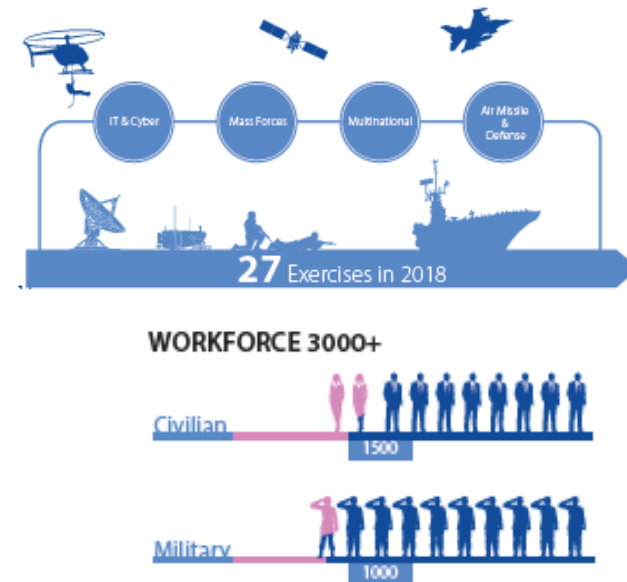 IT & Cyber
Mass Forces
Multinational
Air Missile
&
Defense
27 Exercises in 2018
WORKFORCE 3000+
Civilian
1500
Military
1000